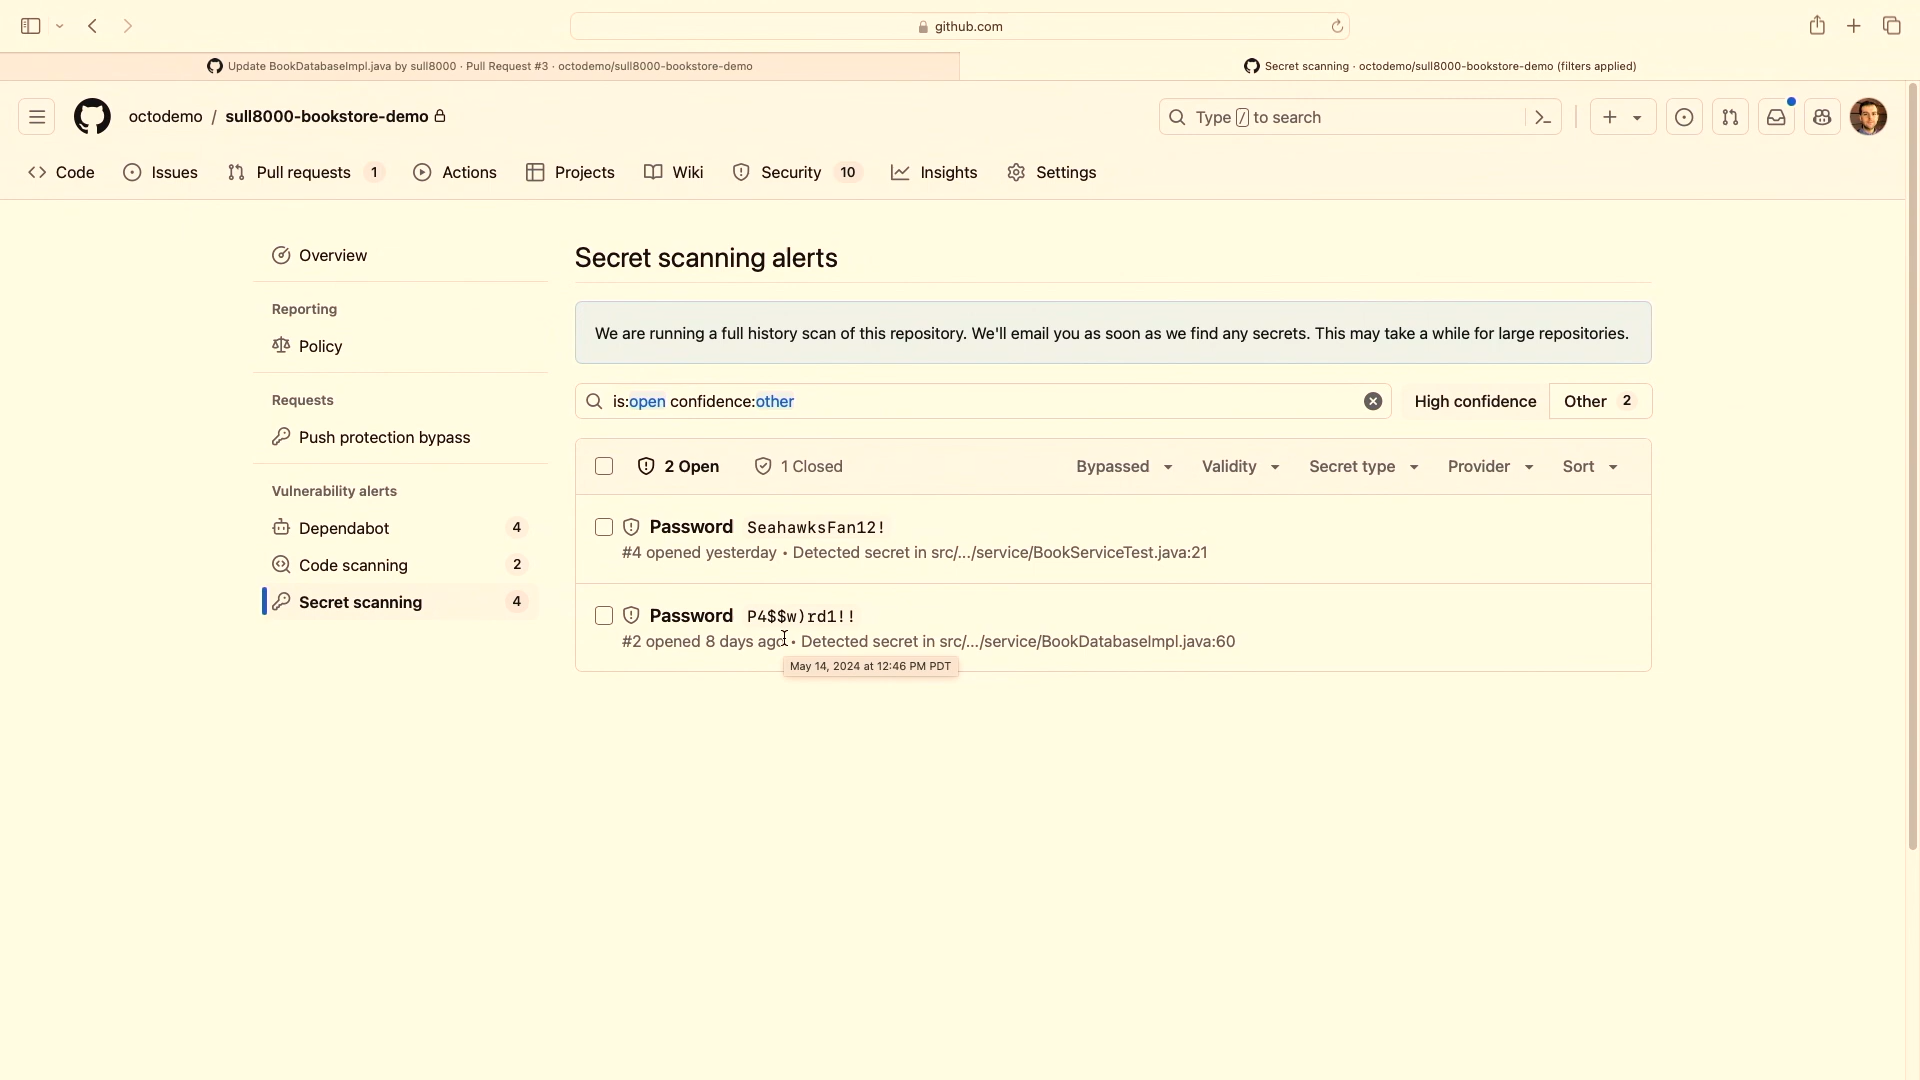 github.com
Update BookDatabaseImpl.java by sull8000 · Pull Request #3 · octodemo/sull8000-bookstore-demo
Secret scanning · octodemo/sull8000-bookstore-demo (filters applied)
octodemo / sull8000-bookstore-demo
Type / to search
Code
Issues
Pull requests 1
Actions
Projects
Wiki
Security 10
Insights
Settings
Overview
Reporting
Policy
Requests
Push protection bypass
Vulnerability alerts
Dependabot 4
Code scanning 2
Secret scanning 4
Secret scanning alerts
We are running a full history scan of this repository. We'll email you as soon as we find any secrets. This may take a while for large repositories.
is:open confidence:other
High confidence
Other 2
2 Open
1 Closed
Bypassed
Validity
Secret type
Provider
Sort
Password SeahawksFan12!
#4 opened yesterday • Detected secret in src/.../service/BookServiceTest.java:21
Password P4$$w)rd1!!
#2 opened 8 days ago • Detected secret in src/.../service/BookDatabaseImpl.java:60
May 14, 2024 at 12:46 PM PDT